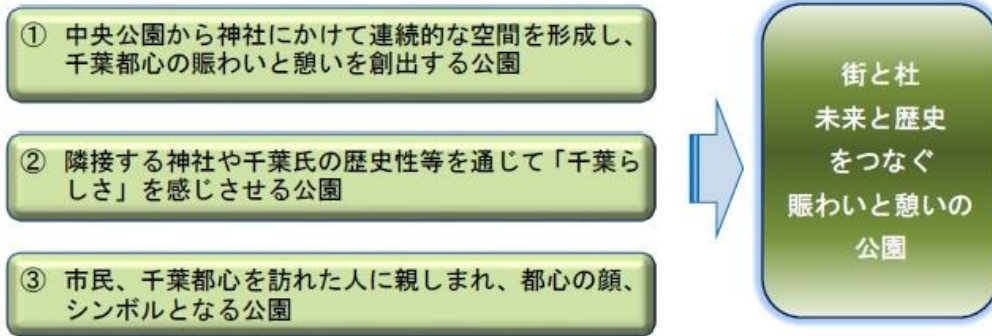 ① 中央公園から神社にかけて連続的な空間を形成し、
千葉都心の賑わいと憩いを創出する公園
② 隣接する神社や千葉氏の歴史性等を通じて「千葉ら
しさ」を感じさせる公園
③ 市民、千葉都心を訪れた人に親しまれ、都心の顔、
シンボルとなる公園
街と杜
未来と歴史
をつなぐ
賑わいと憩いの
公園